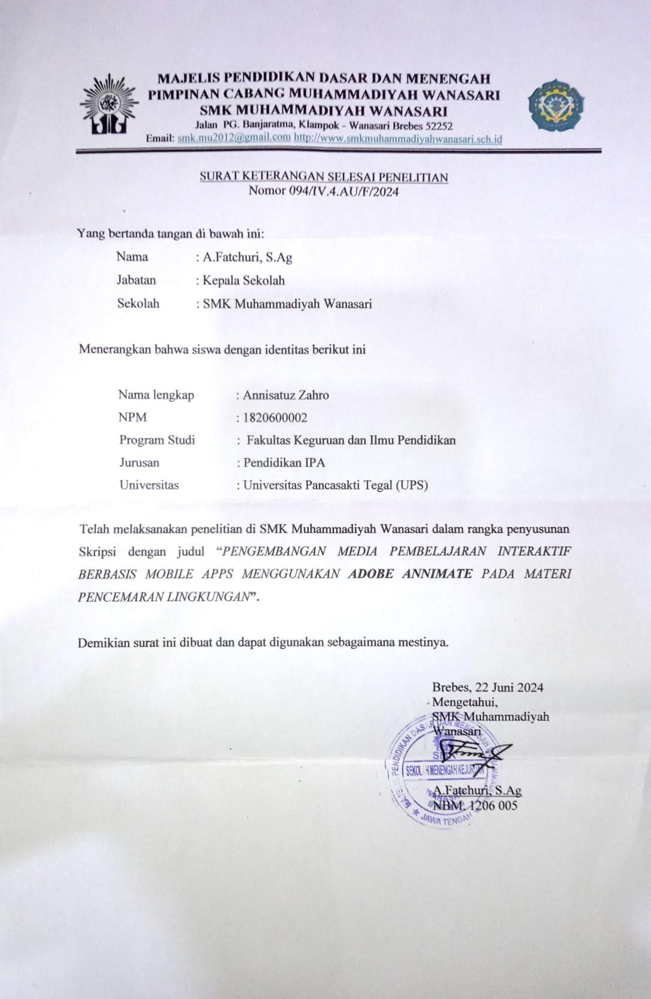 MAJELIS PENDIDIKAN DASAR DAN MENENGAH
PIMPINAN CABANG MUHAMMADIYAH WANASARI
SMK MUHAMMADIYAH WANASARI
Jalan PG. Banjaratma, Klampok - Wanasari Brebes 52252
Email: smk.mu2012@gmail.com http://www.smkmuhammadiyahwanasari.sch.id
SURAT KETERANGAN SELESAI PENELITIAN
Nomor 094/IV.4.AU/F/2024
Yang bertanda tangan di bawah ini:
Nama : A.Fatchuri, S.Ag
Jabatan : Kepala Sekolah
Sekolah : SMK Muhammadiyah Wanasari
Menerangkan bahwa siswa dengan identitas berikut ini
Nama lengkap : Annisatuz Zahro
NPM : 1820600002
Program Studi : Fakultas Keguruan dan Ilmu Pendidikan
Jurusan : Pendidikan IPA
Universitas : Universitas Pancasakti Tegal (UPS)
Telah melaksanakan penelitian di SMK Muhammadiyah Wanasari dalam rangka penyusunan
Skripsi dengan judul “PENGEMBANGAN MEDIA PEMBELAJARAN INTERAKTIF
BERBASIS MOBILE APPS MENGGUNAKAN ADOBE ANNIMATE PADA MATERI
PENCEMARAN LINGKUNGAN”.
Demikian surat ini dibuat dan dapat digunakan sebagaimana mestinya.
Brebes, 22 Juni 2024
Mengetahui,
SMK Muhammadiyah
Wanasari
MAJELIS PENDIDIKAN DASAR DAN MENENGAH
SMK
SEKOLAH MENENGAH KEJURUAN
WANASARI
JAWA TENGAH
A.Fatchuri, S.Ag
NBM. 1206 005